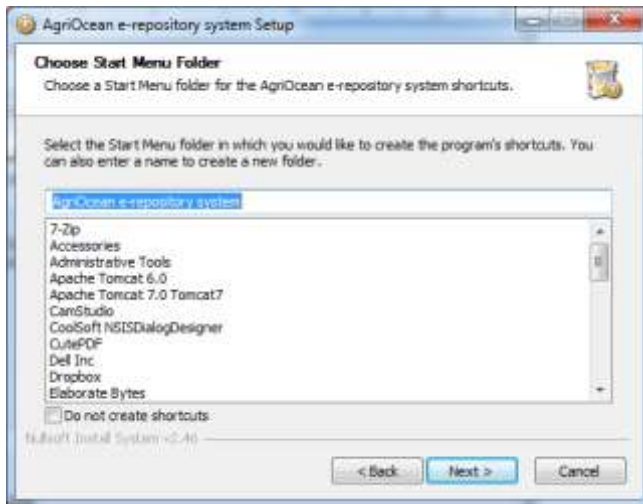 AgriOcean e-repository system Setup
Choose Start Menu Folder
Choose a Start Menu folder for the AgriOcean e-repository system shortcuts.
Select the Start Menu folder in which you would like to create the program's shortcuts. You
can also enter a name to create a new folder.
AgriOcean e-repository system
7-Zip
Accessories
Administrative Tools
Apache Tomcat 6.0
Apache Tomcat 7.0 Tomcat7
CamStudio
CoolSoft NSISDialogDesigner
CutePDF
Dell Inc
Dropbox
Elaborate Bytes
Do not create shortcuts
Nullsoft Install System v2.46
< Back Next > Cancel